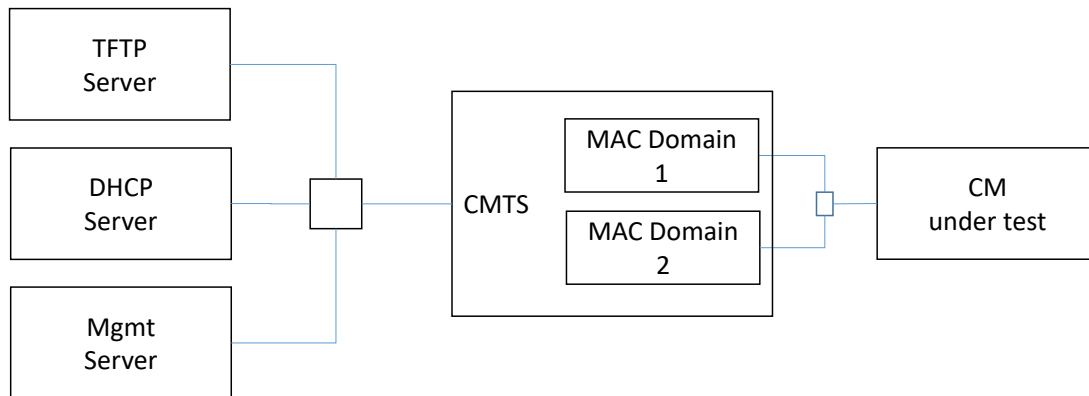 TFTP
Server
DHCP
Server
Mgmt
Server
CMTS
MAC Domain
1
MAC Domain
2
CM
under test